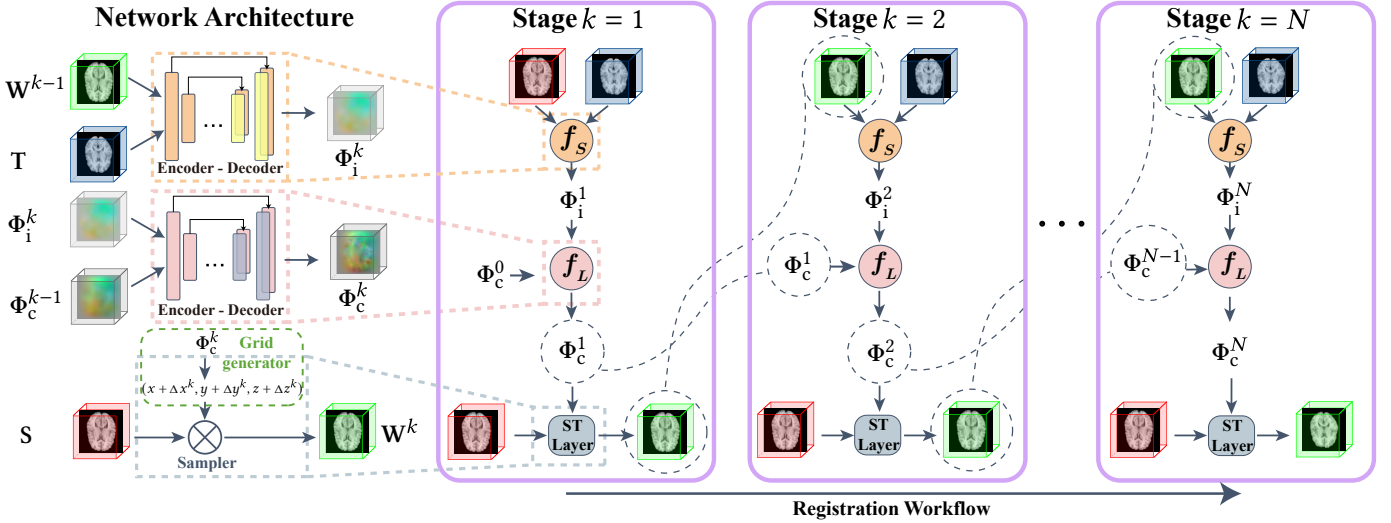 Network Architecture
W^{k-1}
T
Encoder - Decoder
Φ_i^k
Φ_i^k
Φ_c^{k-1}
Encoder - Decoder
Φ_c^k
Φ_c^k
Grid
generator
(x + Δx^k, y + Δy^k, z + Δz^k)
S
Sampler
W^k
Stage k = 1
f_S
Φ_i^1
Φ_c^0
f_L
Φ_c^1
ST
Layer
Stage k = 2
f_S
Φ_i^2
Φ_c^1
f_L
Φ_c^2
ST
Layer
...
Stage k = N
f_S
Φ_i^N
Φ_c^{N-1}
f_L
Φ_c^N
ST
Layer
Registration Workflow